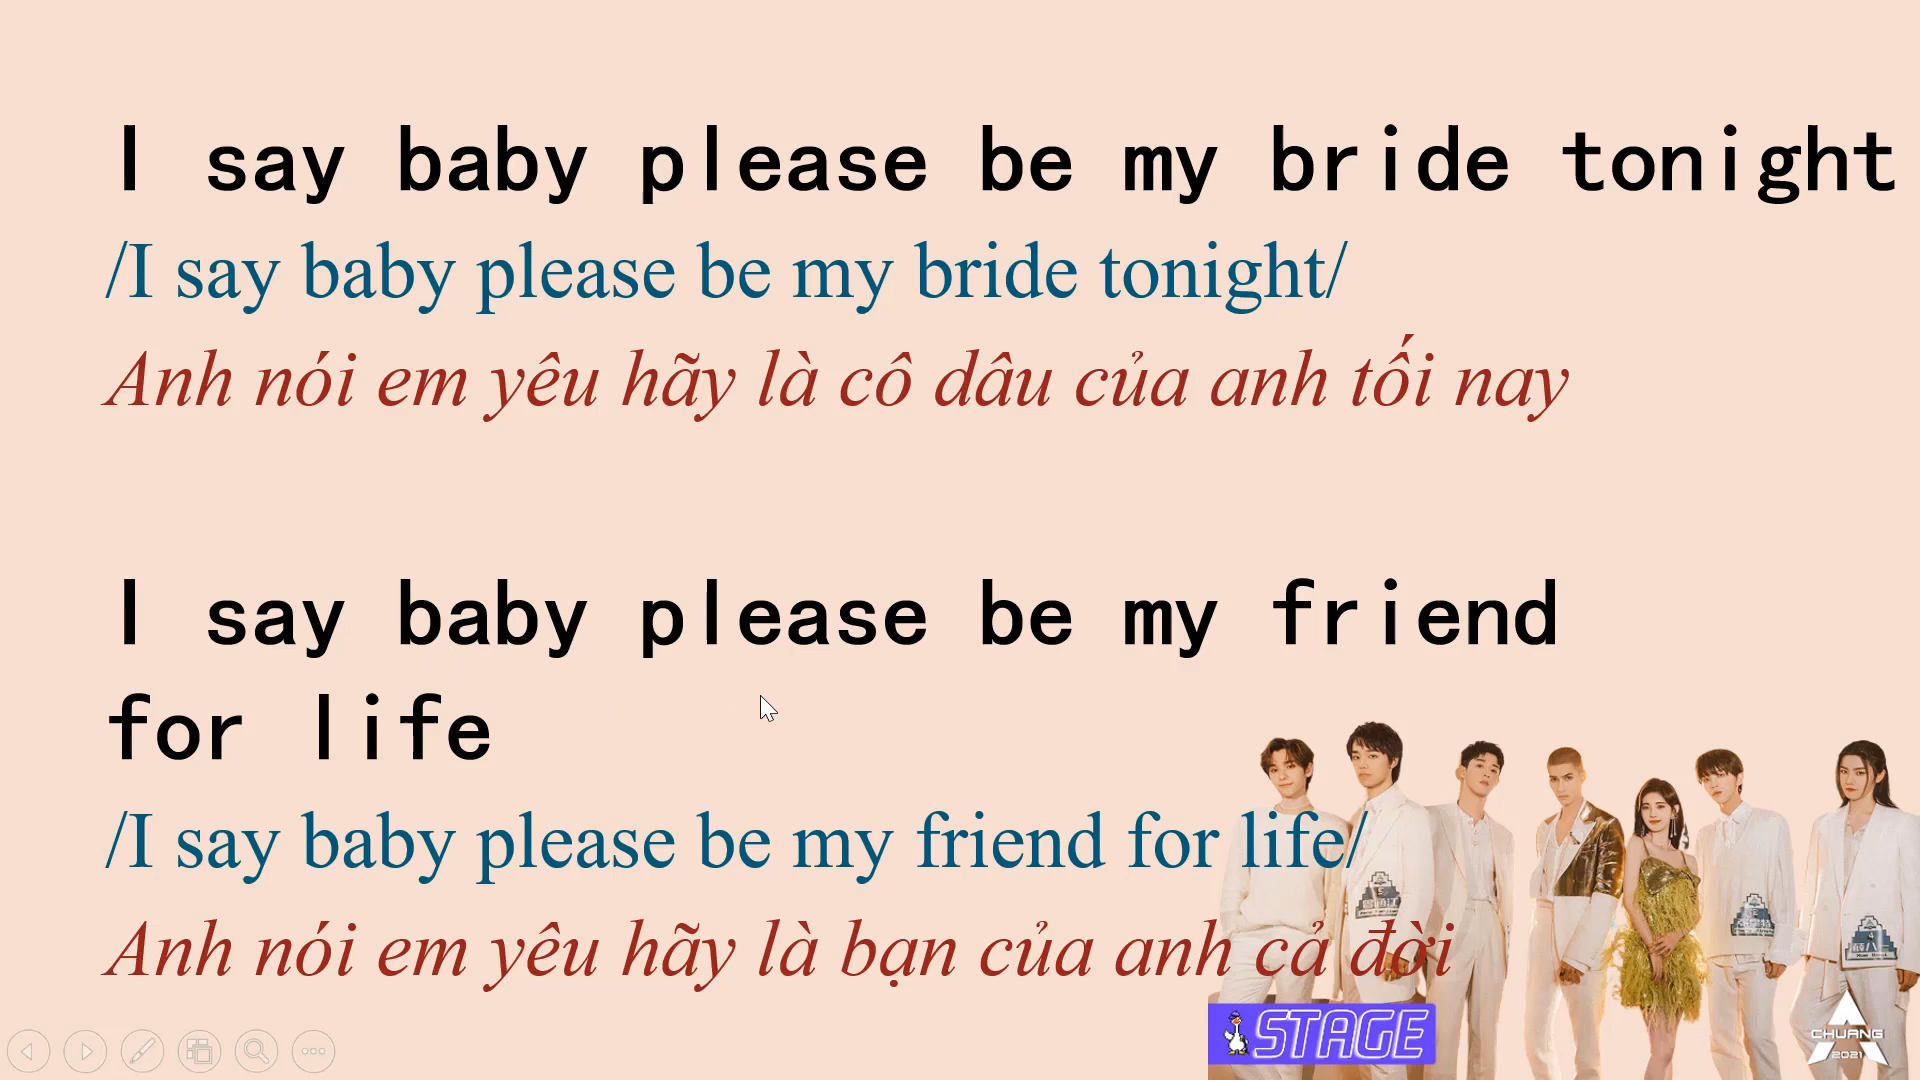 I say baby please be my bride tonight
/I say baby please be my bride tonight/
Anh nói em yêu hãy là cô dâu của anh tối nay
I say baby please be my friend
for life
/I say baby please be my friend for life/
Anh nói em yêu hãy là bạn của anh cả đời
STAGE
CHUANG
2021